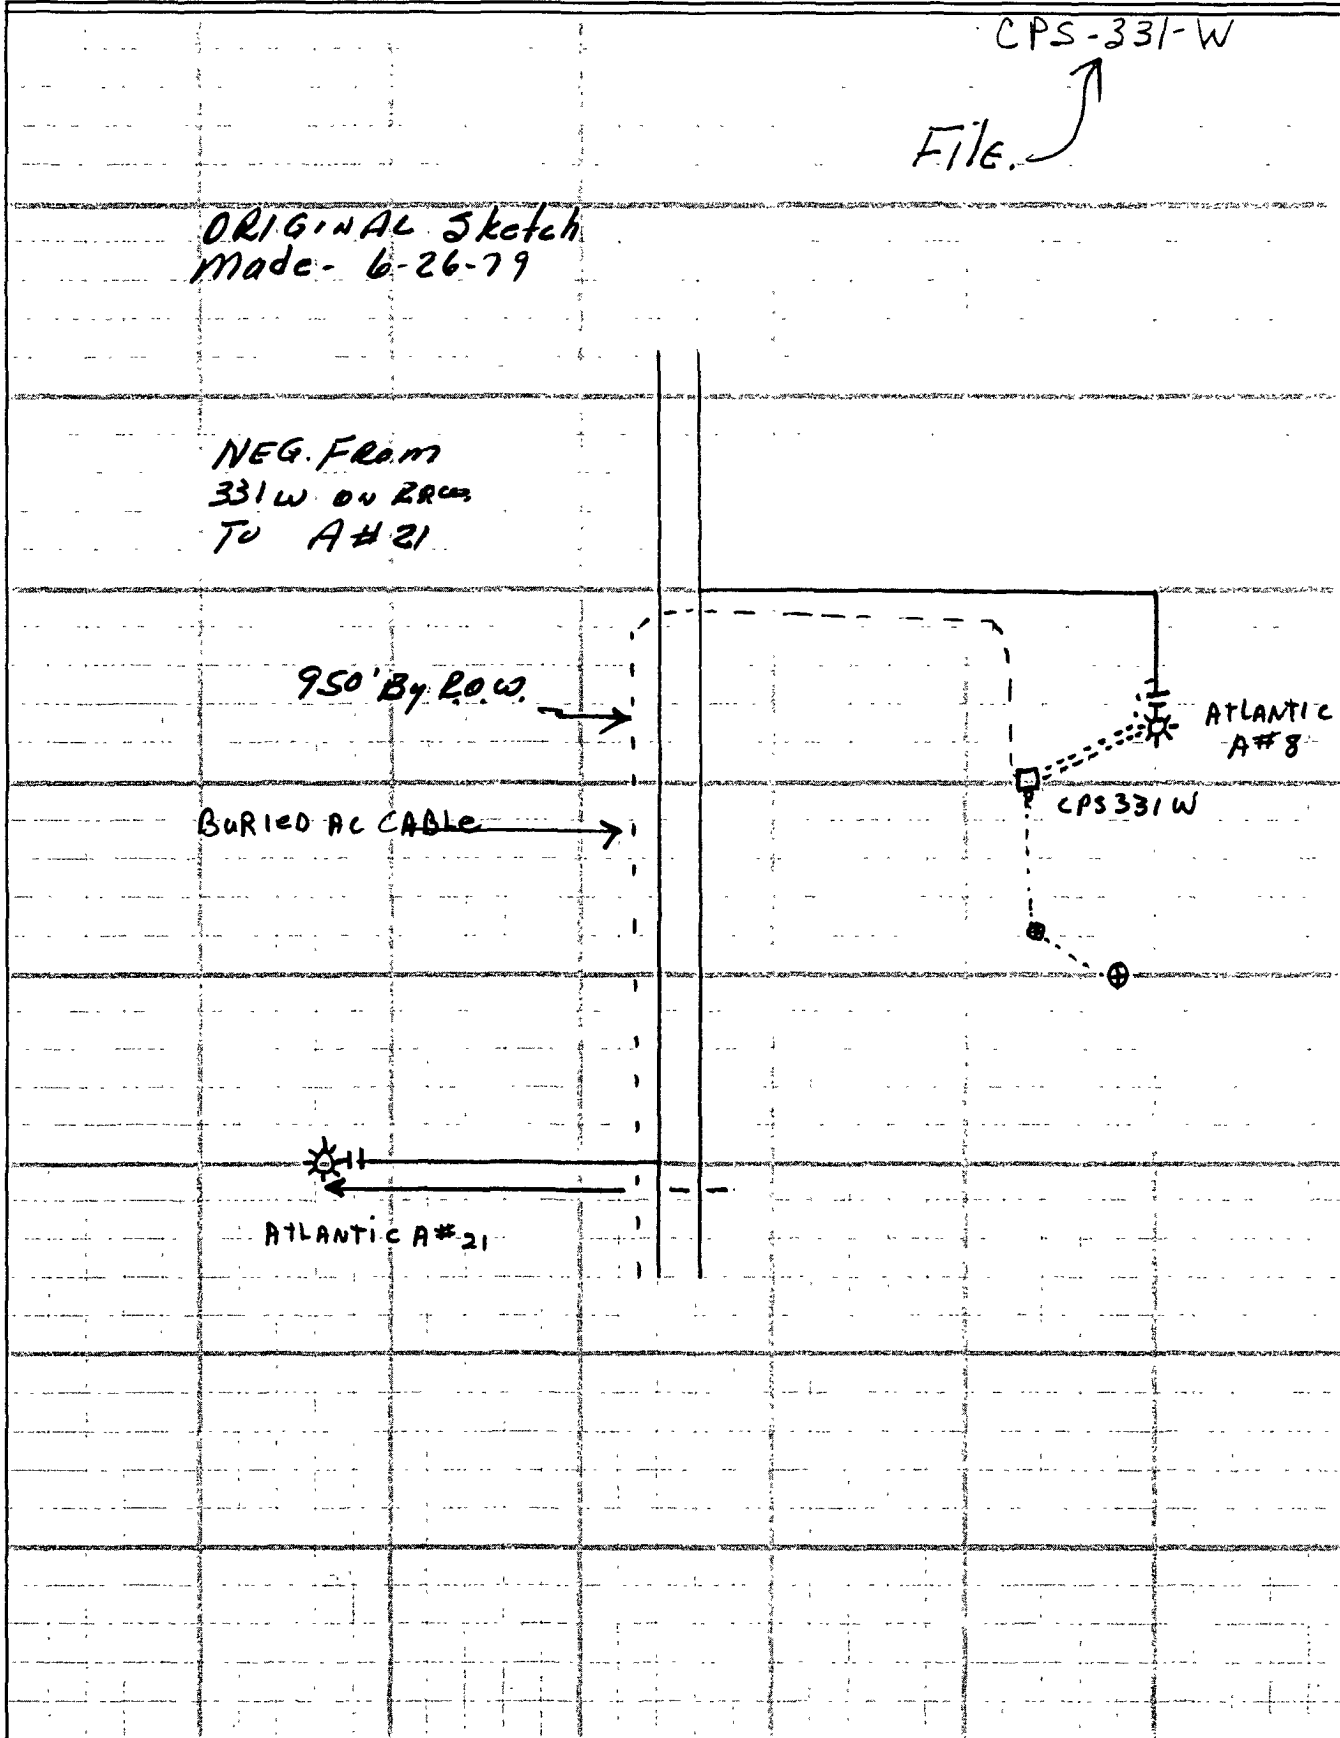 CPS-331-W
File.
ORIGINAL Sketch
Made- 6-26-79
NEG. FROM
331W ON
TO A#21
950' By R.O.W.
ATLANTIC
A#8
CPS 331 W
BURIED AC CABLE
ATLANTIC A#21